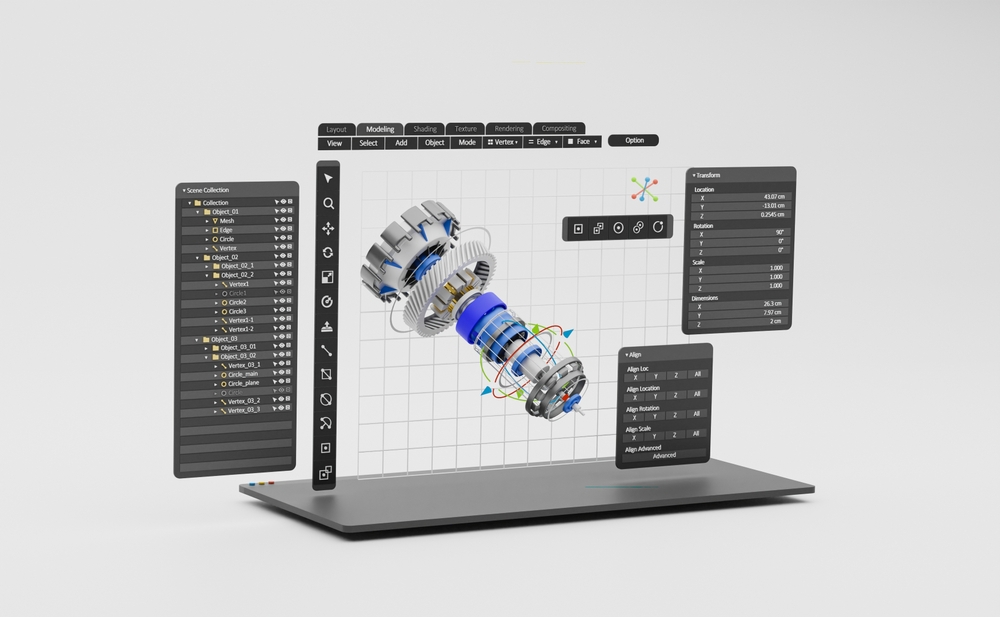 Layout Modeling Shading Texture Rendering Compositing
View Select Add Object Mode Vertex Edge Face Option
Scene Collection
Collection
Object_01
Mesh
Edge
Circle
Vertex
Object_02
Object_02_1
Object_02_2
Vertex1
Circle1
Circle2
Circle3
Vertex1-1
Vertex1-2
Object_03
Object_03_01
Object_03_02
Vertex_03_1
Circle_main
Circle_plane
Vertex_03_2
Vertex_03_3
Transform
Location
X 43.07 cm
Y -13.01 cm
Z 0.2545 cm
Rotation
X 90°
Y 0°
Z 0°
Scale
X 1.000
Y 1.000
Z 1.000
Dimensions
X 26.3 cm
Y 7.97 cm
Z 2 cm
Align
Align Loc
X Y Z All
Align Location
X Y Z All
Align Rotation
X Y Z All
Align Scale
X Y Z All
Align Advanced
Advanced